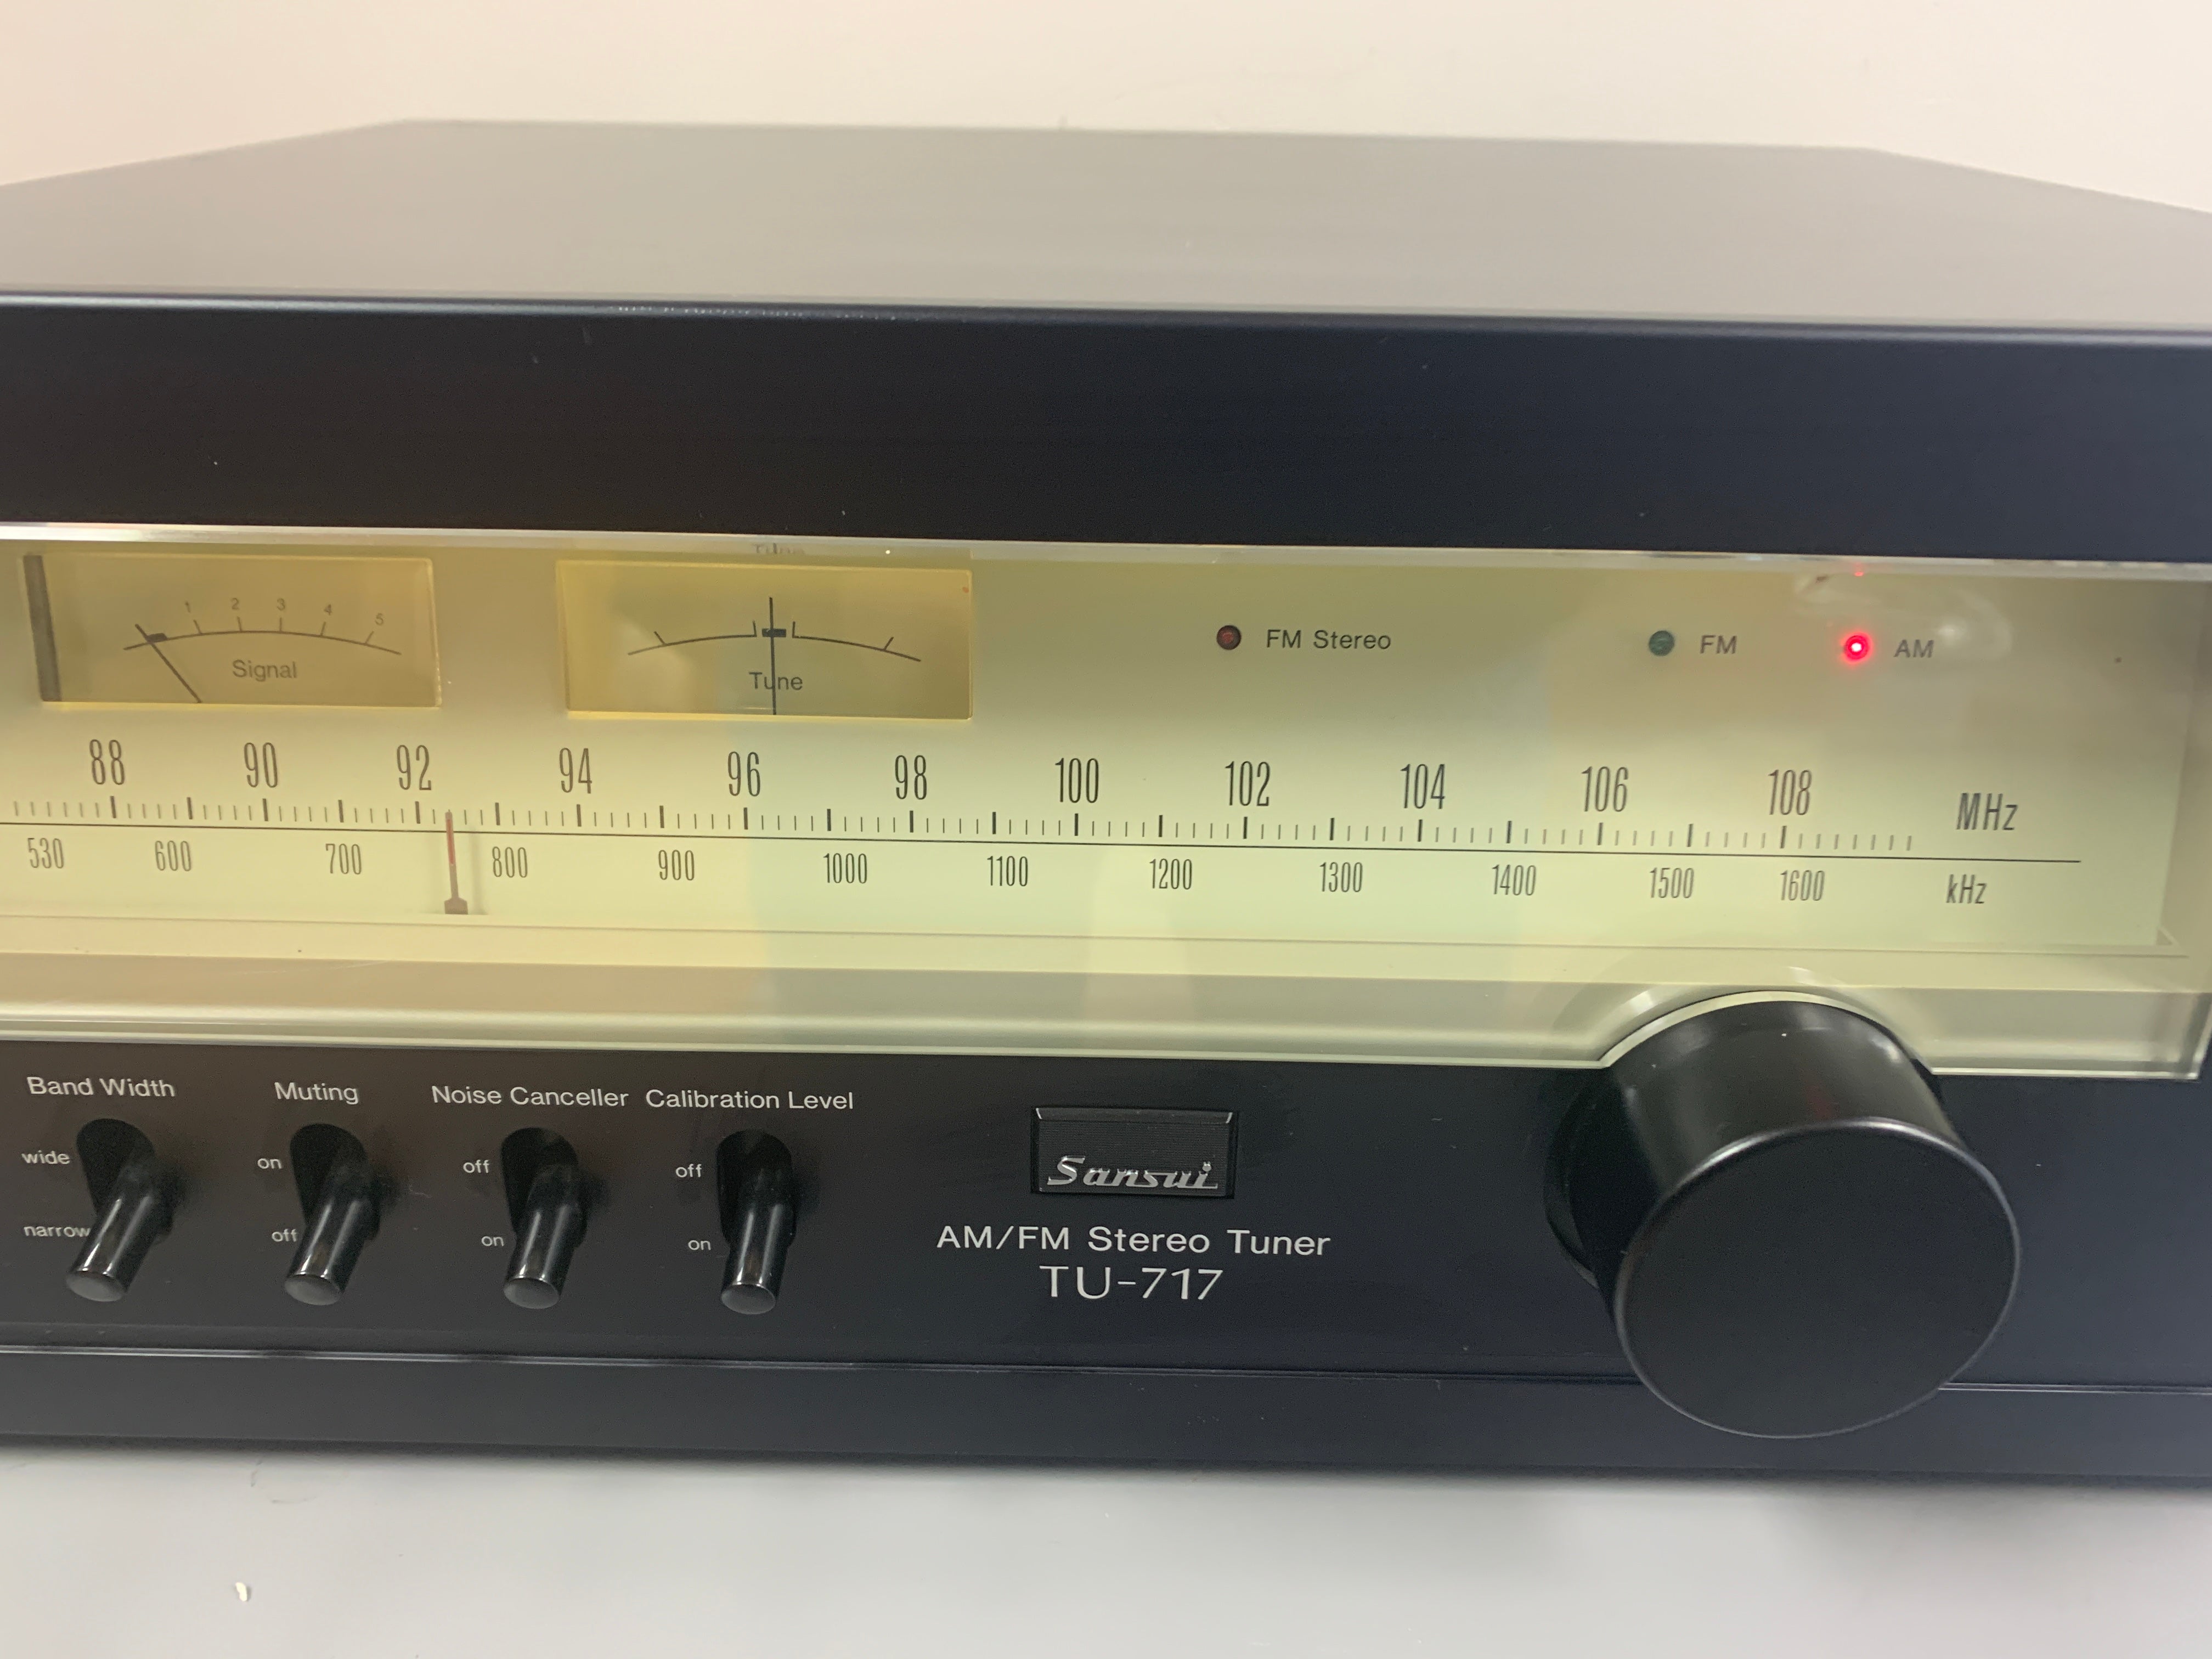 1 2 3 4 5
Signal
Tune
FM Stereo
FM
AM
88 90 92 94 96 98 100 102 104 106 108 MHz
530 600 700 800 900 1000 1100 1200 1300 1400 1500 1600 kHz
Band Width
wide
narrow
Muting
on
off
Noise Canceller
off
on
Calibration Level
off
on
Sansui
AM/FM Stereo Tuner
TU-717